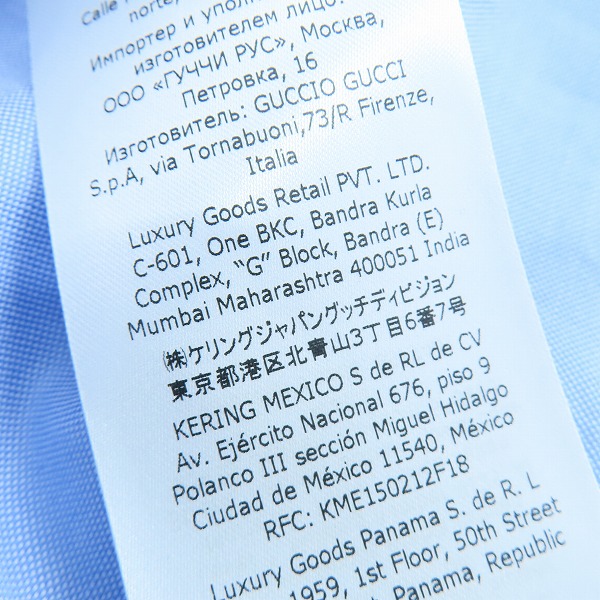 Calle
norte,
Импортер и упол
изготовителем лицо:
ООО «ГУЧЧИ РУС», Москва,
Петровка, 16
Изготовитель: GUCCIO GUCCI
S.p.A, via Tornabuoni,73/R Firenze,
Italia
Luxury Goods Retail PVT. LTD.
C-601, One BKC, Bandra Kurla
Complex, “G” Block, Bandra (E)
Mumbai Maharashtra 400051 India
㈱ケリングジャパングッチディビジョン
東京都港区北青山3丁目6番7号
KERING MEXICO S de RL de CV
Av. Ejército Nacional 676, piso 9
Polanco III sección Miguel Hidalgo
Ciudad de México 11540, México
RFC: KME150212F18
Luxury Goods Panama S. de R. L
1959, 1st Floor, 50th Street
Panama, Republic